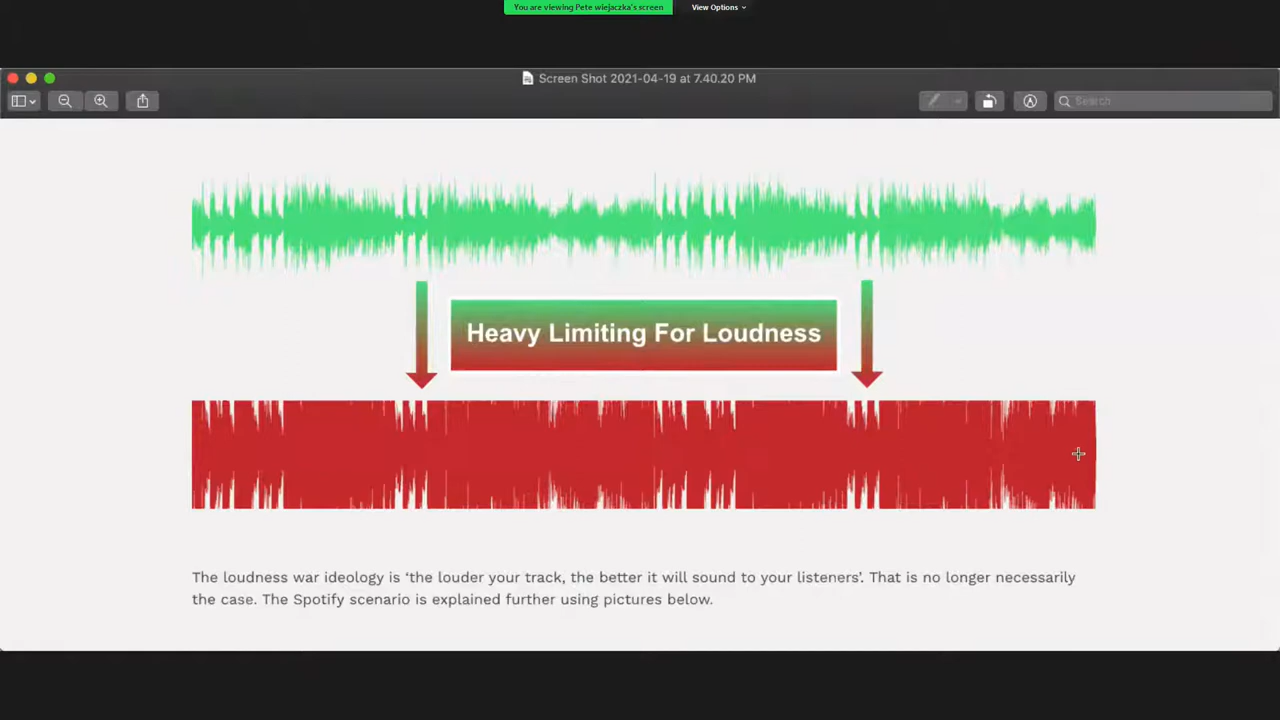 You are viewing Pete wiejaczka's screen
View Options
Screen Shot 2021-04-19 at 7.40.20 PM
Search
Heavy Limiting For Loudness
The loudness war ideology is ‘the louder your track, the better it will sound to your listeners’. That is no longer necessarily
the case. The Spotify scenario is explained further using pictures below.